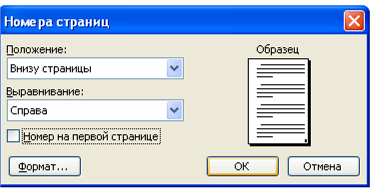 Номера страниц
Положение:
Образец
Внизу страницы
Выравнивание:
Справа
Номер на первой странице
Формат...
ОК
Отмена